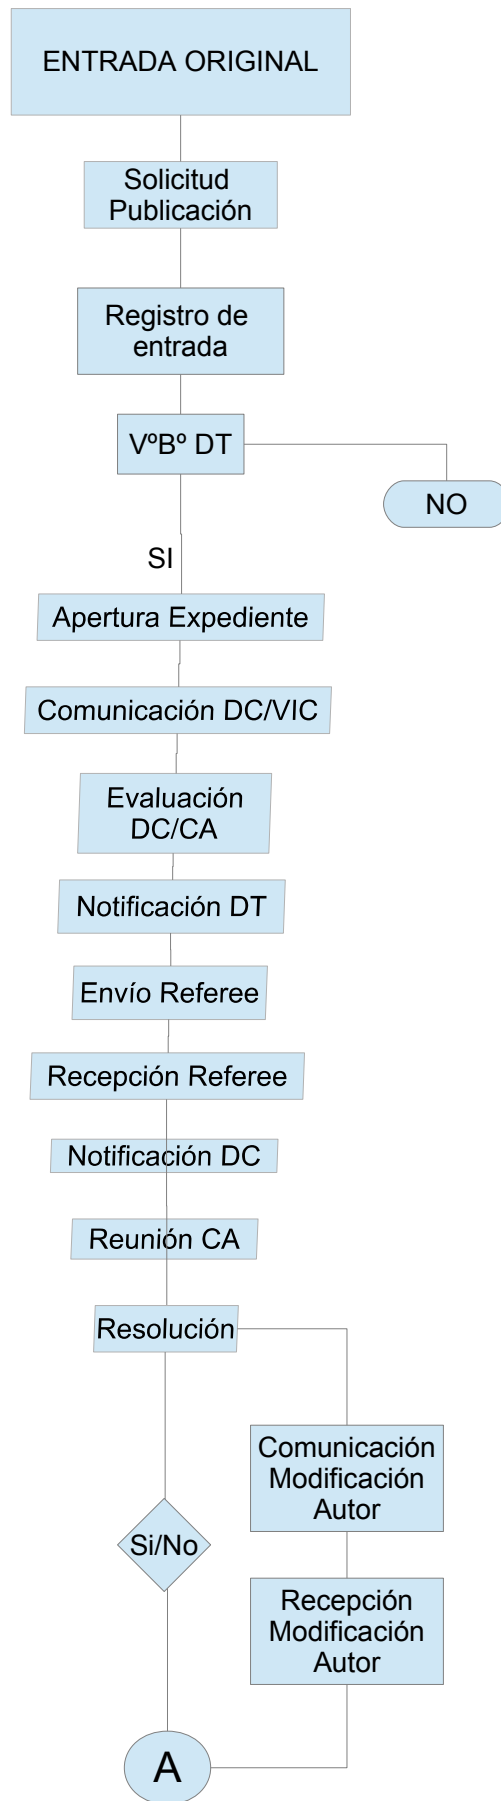 ENTRADA ORIGINAL
Solicitud
Publicación
Registro de
entrada
VºBº DT
NO
SI
Apertura Expediente
Comunicación DC/VIC
Evaluación
DC/CA
Notificación DT
Envío Referee
Recepción Referee
Notificación DC
Reunión CA
Resolución
Comunicación
Modificación
Autor
Si/No
Recepción
Modificación
Autor
A